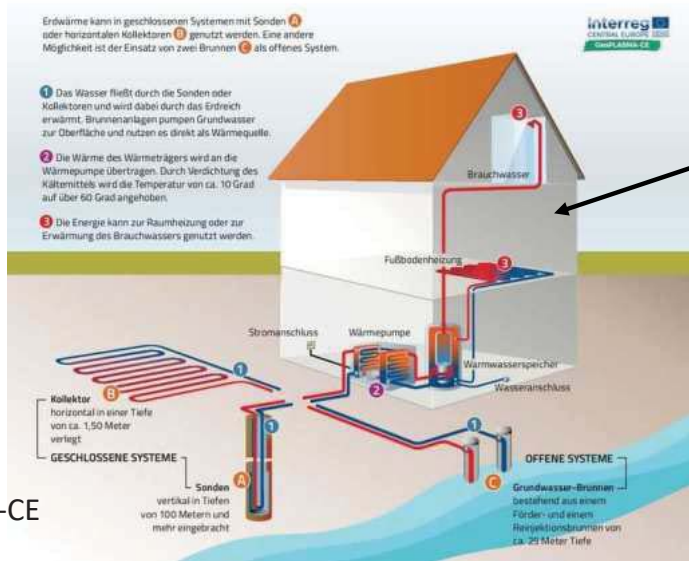 Erdwärme kann in geschlossenen Systemen mit Sonden A
oder horizontalen Kollektoren B genutzt werden. Eine andere
Möglichkeit ist der Einsatz von zwei Brunnen C als offenes System.
Interreg
CENTRAL EUROPE
GeoPLASMA-CE
1 Das Wasser fließt durch die Sonden oder
Kollektoren und wird dabei durch das Erdreich
erwärmt. Brunnenanlagen pumpen Grundwasser
zur Oberfläche und nutzen es direkt als Wärmequelle.
2 Die Wärme des Wärmeträgers wird an die
Wärmepumpe übertragen. Durch Verdichtung des
Kältemittels wird die Temperatur von ca. 10 Grad
auf über 60 Grad angehoben.
3 Die Energie kann zur Raumheizung oder zur
Erwärmung des Brauchwassers genutzt werden.
3
Brauchwasser
Fußbodenheizung
3
Stromanschluss
Wärmepumpe
2
Warmwasserspeicher
Wasseranschluss
1
B
Kollektor
horizontal in einer Tiefe
von ca. 1,50 Meter
verlegt
GESCHLOSSENE SYSTEME
1
A
Sonden
vertikal in Tiefen
von 100 Metern und
mehr eingebracht
1
C
OFFENE SYSTEME
Grundwasser-Brunnen
bestehend aus einem
Förder- und einem
Reinjektionsbrunnen von
ca. 25 Meter Tiefe
-CE